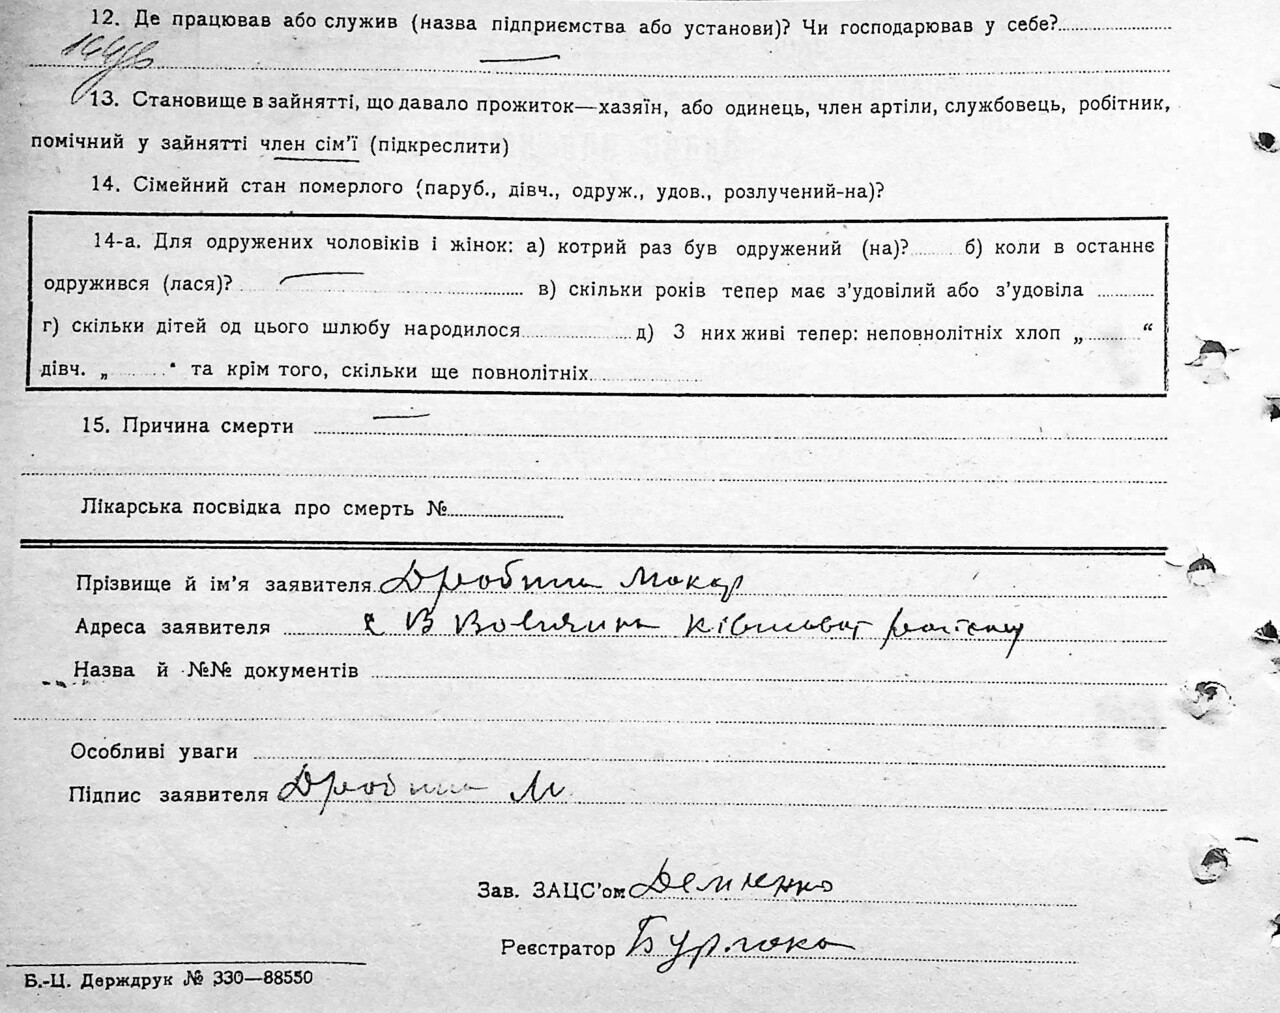 12. Де працював або служив (назва підприємства або установи)? Чи господарював у себе?
13. Становище в зайнятті, що давало прожиток—хазяїн, або одинець, член артіли, службовець, робітник,
помічний у зайнятті член сім'ї (підкреслити)
14. Сімейний стан померлого (паруб., дівч., одруж., удов., розлучений-на)?
14-а. Для одружених чоловіків і жінок: а) котрий раз був одружений (на)? б) коли в останнє
одружився (лася)? в) скільки років тепер має з'удовілий або з'удовіла
г) скільки дітей од цього шлюбу народилося д) З них живі тепер: неповнолітніх хлоп „ “
дівч. „ “ та крім того, скільки ще повнолітніх
15. Причина смерти
Лікарська посвідка про смерть №
Прізвище й ім'я заявителя Макар
Адреса заявителя
Назва й №№ документів
Особливі уваги
Підпис заявителя М
Зав. ЗАЦС'ом Деменко
Реєстратор
Б.-Ц. Держдрук № 330—88550